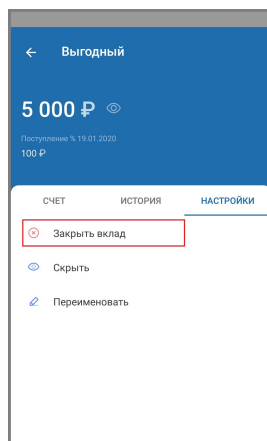 Выгодный
5 000 ₽
Поступление % 19.01.2020
100 ₽
СЧЕТ ИСТОРИЯ НАСТРОЙКИ
Закрыть вклад
Скрыть
Переименовать